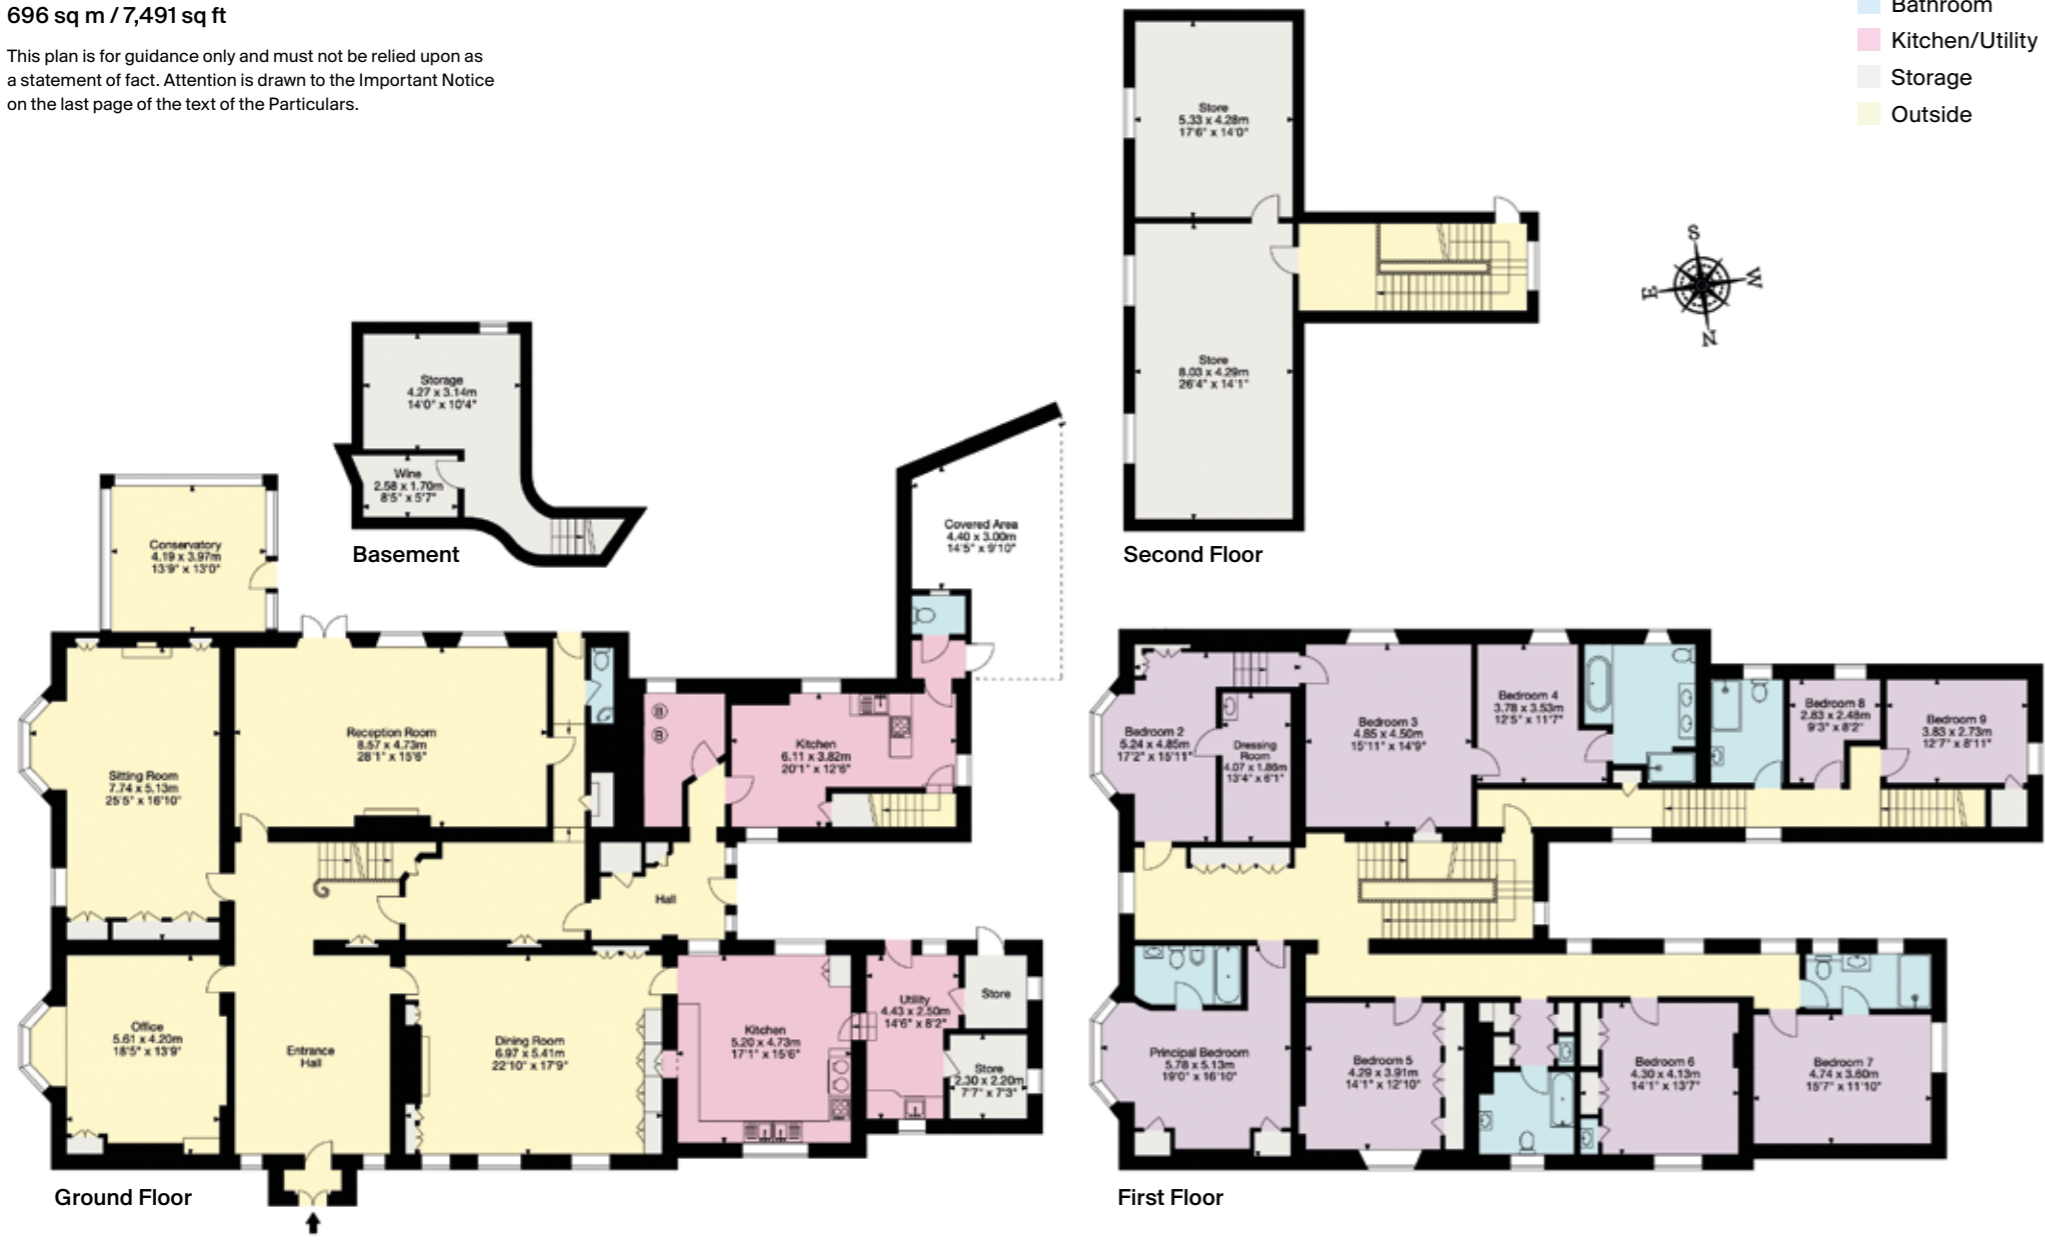 696 sq m / 7,491 sq ft
This plan is for guidance only and must not be relied upon as
a statement of fact. Attention is drawn to the Important Notice
on the last page of the text of the Particulars.
Bathroom
Kitchen/Utility
Storage
Outside
Store
5.33 x 4.28m
17'6" x 14'0"
Store
8.03 x 4.29m
26'4" x 14'1"
Second Floor
S
W
E
N
Storage
4.27 x 3.14m
14'0" x 10'4"
Wine
2.58 x 1.70m
8'5" x 5'7"
Basement
Conservatory
4.19 x 3.97m
13'9" x 13'0"
Covered Area
4.40 x 3.00m
14'5" x 9'10"
Reception Room
8.57 x 4.73m
28'1" x 15'6"
Sitting Room
7.74 x 5.13m
25'5" x 16'10"
B
B
Kitchen
6.11 x 3.82m
20'1" x 12'6"
Hall
Office
5.61 x 4.20m
18'5" x 13'9"
Entrance
Hall
Dining Room
6.97 x 5.41m
22'10" x 17'9"
Kitchen
5.20 x 4.73m
17'1" x 15'6"
Utility
4.43 x 2.50m
14'6" x 8'2"
Store
Store
2.30 x 2.20m
7'7" x 7'3"
Ground Floor
Bedroom 2
5.24 x 4.85m
17'2" x 15'11"
Dressing
Room
4.07 x 1.86m
13'4" x 6'1"
Bedroom 3
4.85 x 4.50m
15'11" x 14'9"
Bedroom 4
3.78 x 3.53m
12'5" x 11'7"
Bedroom 8
2.83 x 2.48m
9'3" x 8'2"
Bedroom 9
3.83 x 2.73m
12'7" x 8'11"
Principal Bedroom
5.78 x 5.13m
19'0" x 16'10"
Bedroom 5
4.29 x 3.91m
14'1" x 12'10"
Bedroom 6
4.30 x 4.13m
14'1" x 13'7"
Bedroom 7
4.74 x 3.60m
15'7" x 11'10"
First Floor